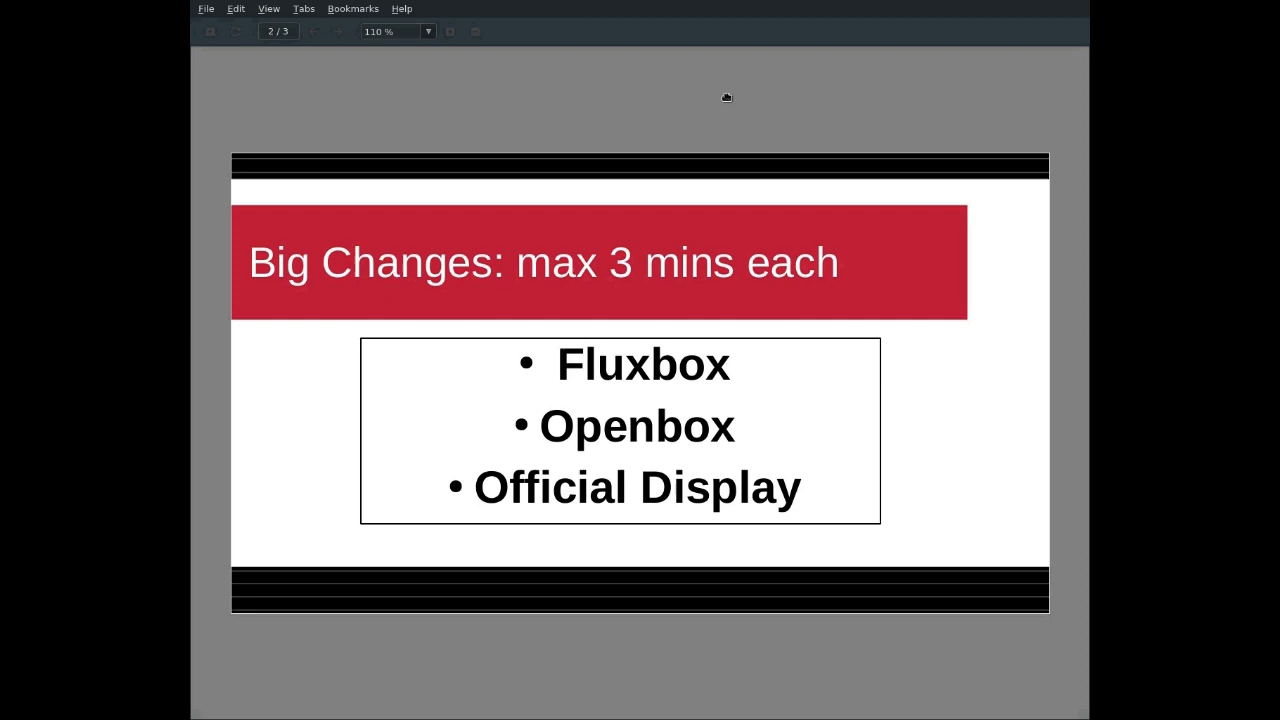 File Edit View Tabs Bookmarks Help
2 / 3 110 %
Big Changes: max 3 mins each
• Fluxbox
• Openbox
• Official Display